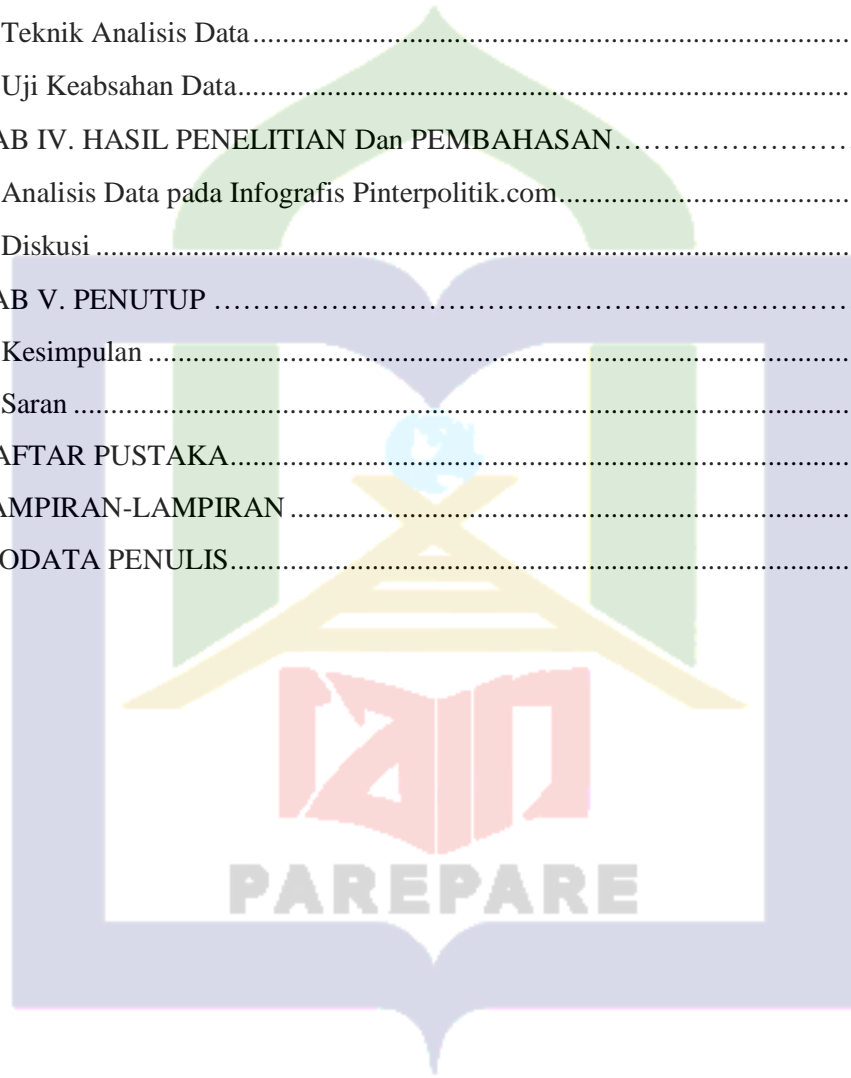 Teknik Analisis Data........................................................................................
Uji Keabsahan Data..........................................................................................
AB IV. HASIL PENELITIAN Dan PEMBAHASAN……………………
Analisis Data pada Infografis Pinterpolitik.com..........................................
Diskusi ..............................................................................................................
AB V. PENUTUP ……………………………………………………………
Kesimpulan ......................................................................................................
Saran .................................................................................................................
AFTAR PUSTAKA...........................................................................................
AMPIRAN-LAMPIRAN ..................................................................................
ODATA PENULIS...........................................................................................
iain
PAREPARE